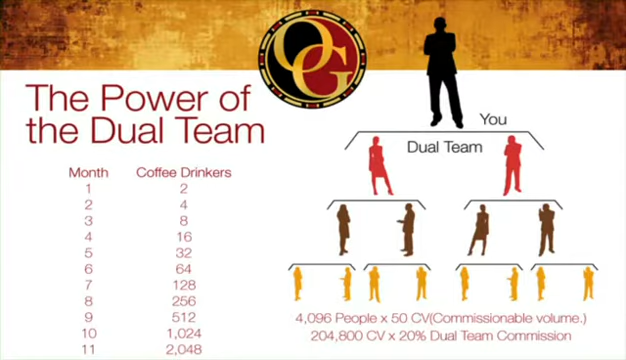 OG
The Power of
the Dual Team
Month Coffee Drinkers
1 2
2 4
3 8
4 16
5 32
6 64
7 128
8 256
9 512
10 1,024
11 2,048
You
Dual Team
4,096 People x 50 CV(Commissionable volume.)
204,800 CV x 20% Dual Team Commission